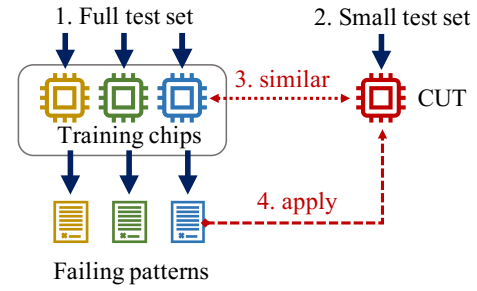 1. Full test set
2. Small test set
3. similar
CUT
Training chips
4. apply
Failing patterns